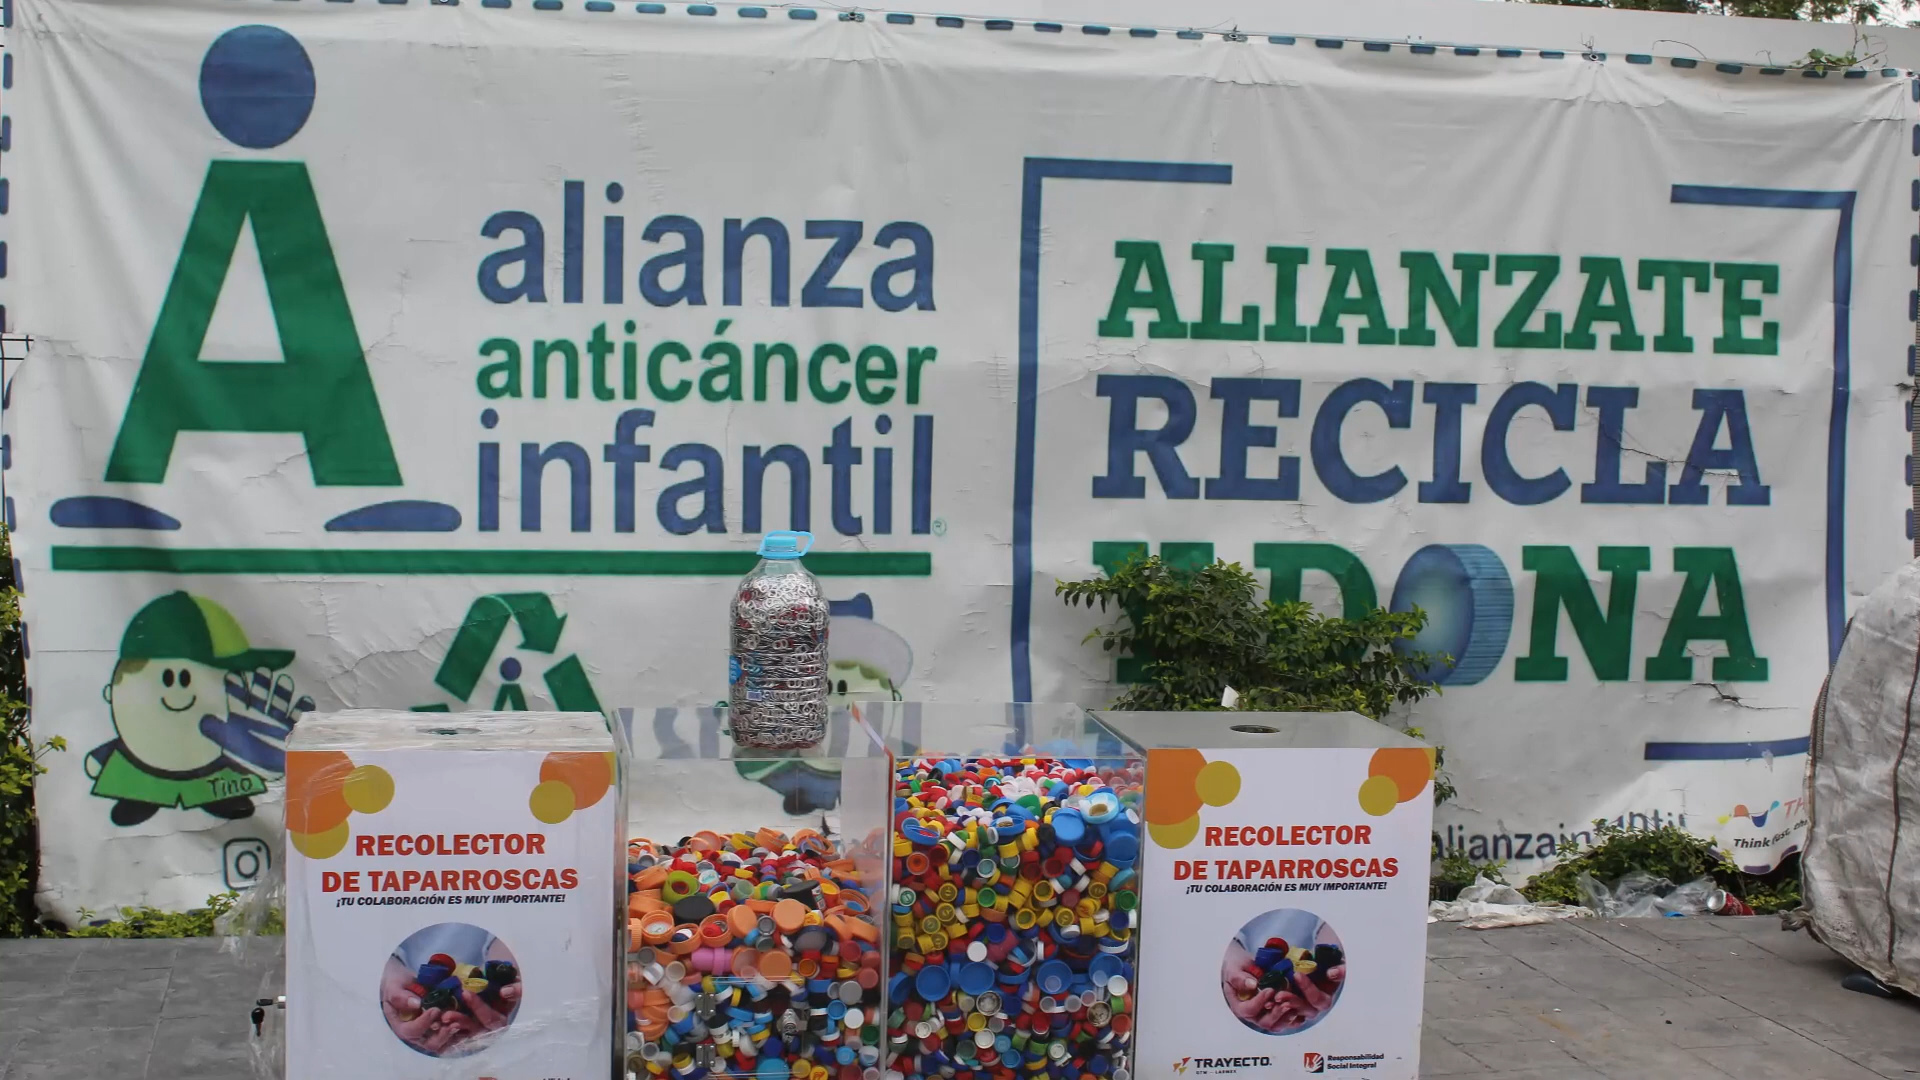 alianza
anticáncer
infantil®
ALIANZATE
RECICLA
Y DONA
Tino
alianzainfantil
Think
RECOLECTOR
DE TAPARROSCAS
¡TU COLABORACIÓN ES MUY IMPORTANTE!
RECOLECTOR
DE TAPARROSCAS
¡TU COLABORACIÓN ES MUY IMPORTANTE!
TRAYECTO
Responsabilidad
Social Integral